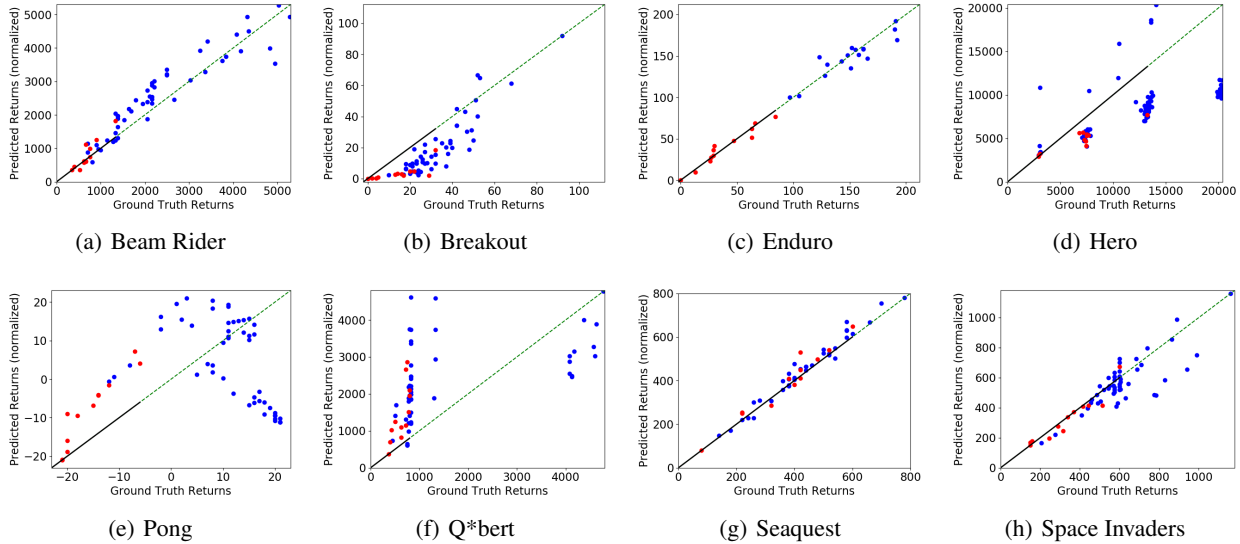 Predicted Returns (normalized)
5000
4000
3000
2000
1000
0
0 1000 2000 3000 4000 5000
Ground Truth Returns
(a) Beam Rider
Predicted Returns (normalized)
100
80
60
40
20
0
0 20 40 60 80 100
Ground Truth Returns
(b) Breakout
Predicted Returns (normalized)
200
150
100
50
0
0 50 100 150 200
Ground Truth Returns
(c) Enduro
Predicted Returns (normalized)
20000
15000
10000
5000
0
0 5000 10000 15000 20000
Ground Truth Returns
(d) Hero
Predicted Returns (normalized)
20
10
0
−10
−20
−20 −10 0 10 20
Ground Truth Returns
(e) Pong
Predicted Returns (normalized)
4000
3000
2000
1000
0
0 1000 2000 3000 4000
Ground Truth Returns
(f) Q*bert
Predicted Returns (normalized)
800
600
400
200
0
0 200 400 600 800
Ground Truth Returns
(g) Seaquest
Predicted Returns (normalized)
1000
800
600
400
200
0
0 200 400 600 800 1000
Ground Truth Returns
(h) Space Invaders